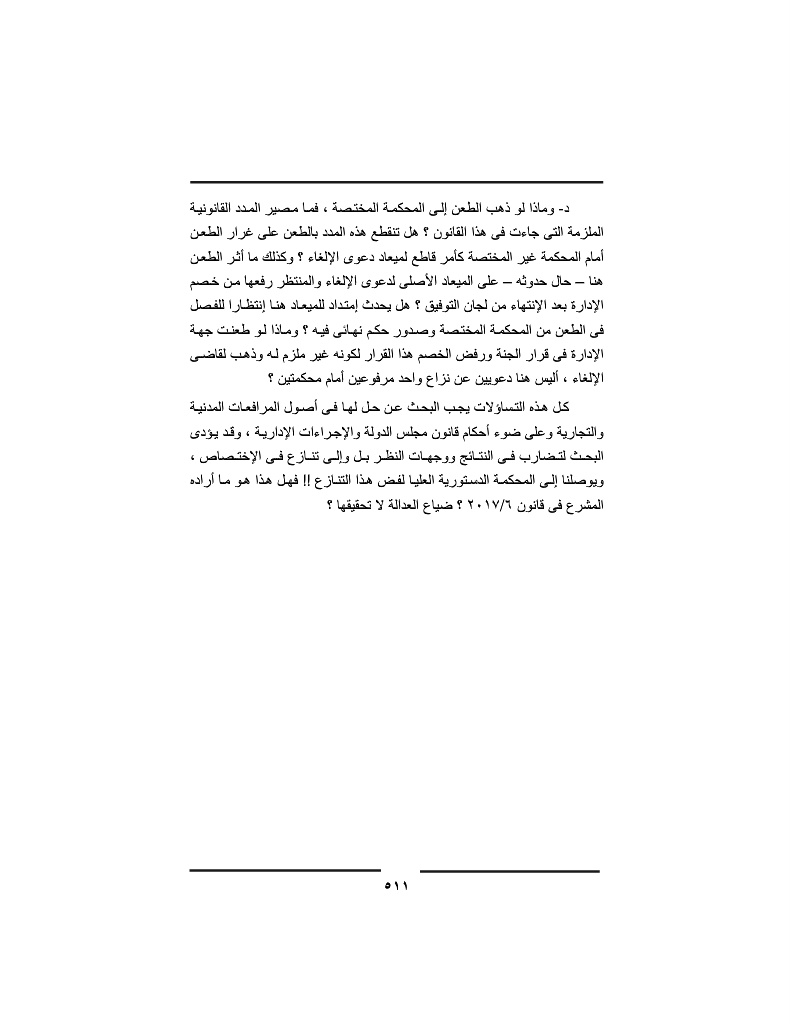 د- وماذا لو ذهب الطعن إلى المحكمة المختصة ، فما مصير المدد القانونية
الملزمة التى جاءت فى هذا القانون ؟ هل تنقطع هذه المدد بالطعن على غرار الطعن
أمام المحكمة غير المختصة كأمر قاطع لميعاد دعوى الإلغاء ؟ وكذلك ما أثر الطعن
هنا – حال حدوثه – على الميعاد الأصلى لدعوى الإلغاء والمنتظر رفعها من خصم
الإدارة بعد الإنتهاء من لجان التوفيق ؟ هل يحدث إمتداد للميعاد هنا إنتظارا للفصل
فى الطعن من المحكمة المختصة وصدور حكم نهائى فيه ؟ وماذا لو طعنت جهة
الإدارة فى قرار الجنة ورفض الخصم هذا القرار لكونه غير ملزم له وذهب لقاضى
الإلغاء ، أليس هنا دعويين عن نزاع واحد مرفوعين أمام محكمتين ؟
كل هذه التساؤلات يجب البحث عن حل لها فى أصول المرافعات المدنية
والتجارية وعلى ضوء أحكام قانون مجلس الدولة والإجراءات الإدارية ، وقد يؤدى
البحث لتضارب فى النتائج ووجهات النظر بل وإلى تنازع فى الإختصاص ،
ويوصلنا إلى المحكمة الدستورية العليا لفض هذا التنازع !! فهل هذا هو ما أراده
المشرع فى قانون ٢٠١٧/٦ ؟ ضياع العدالة لا تحقيقها ؟
٥١١